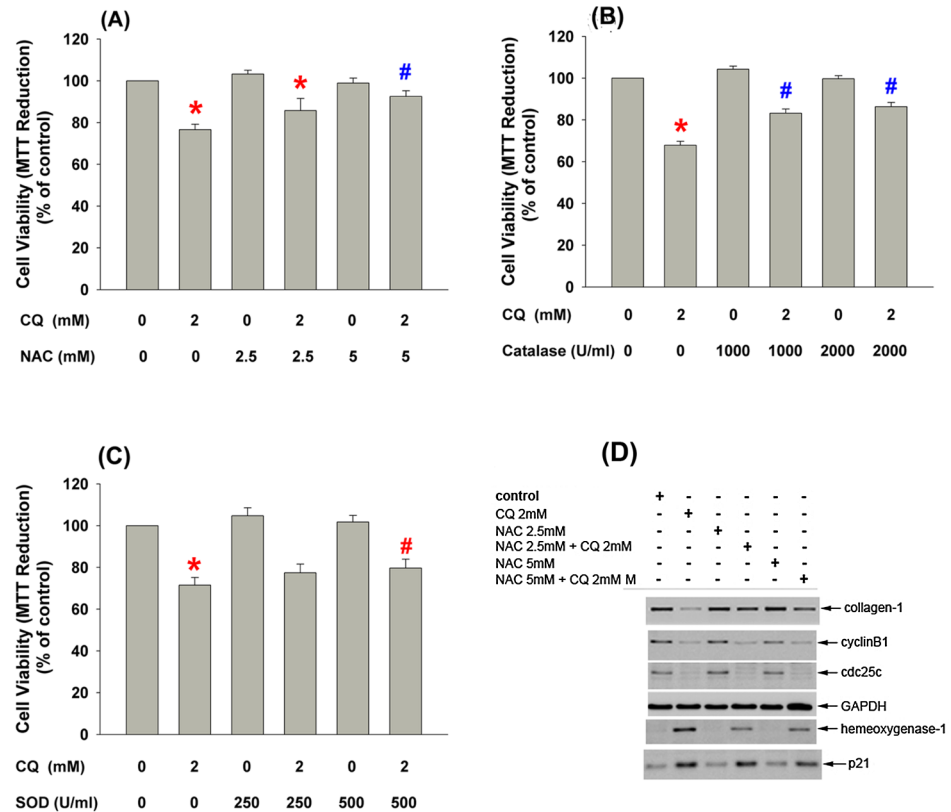 (A)
Cell Viability (MTT Reduction)
(% of control)
120
100
80
60
40
20
0
*
*
#
CQ (mM) 0 2 0 2 0 2
NAC (mM) 0 0 2.5 2.5 5 5
(B)
Cell Viability (MTT Reduction)
(% of control)
120
100
80
60
40
20
0
*
#
#
CQ (mM) 0 2 0 2 0 2
Catalase (U/ml) 0 0 1000 1000 2000 2000
(C)
Cell Viability (MTT Reduction)
(% of control)
120
100
80
60
40
20
0
*
#
CQ (mM) 0 2 0 2 0 2
SOD (U/ml) 0 0 250 250 500 500
(D)
control + - - - - -
CQ 2mM - + - - - -
NAC 2.5mM - - + - - -
NAC 2.5mM + CQ 2mM - - - + - -
NAC 5mM - - - - + -
NAC 5mM + CQ 2mM M - - - - - +
collagen-1
cyclinB1
cdc25c
GAPDH
hemeoxygenase-1
p21